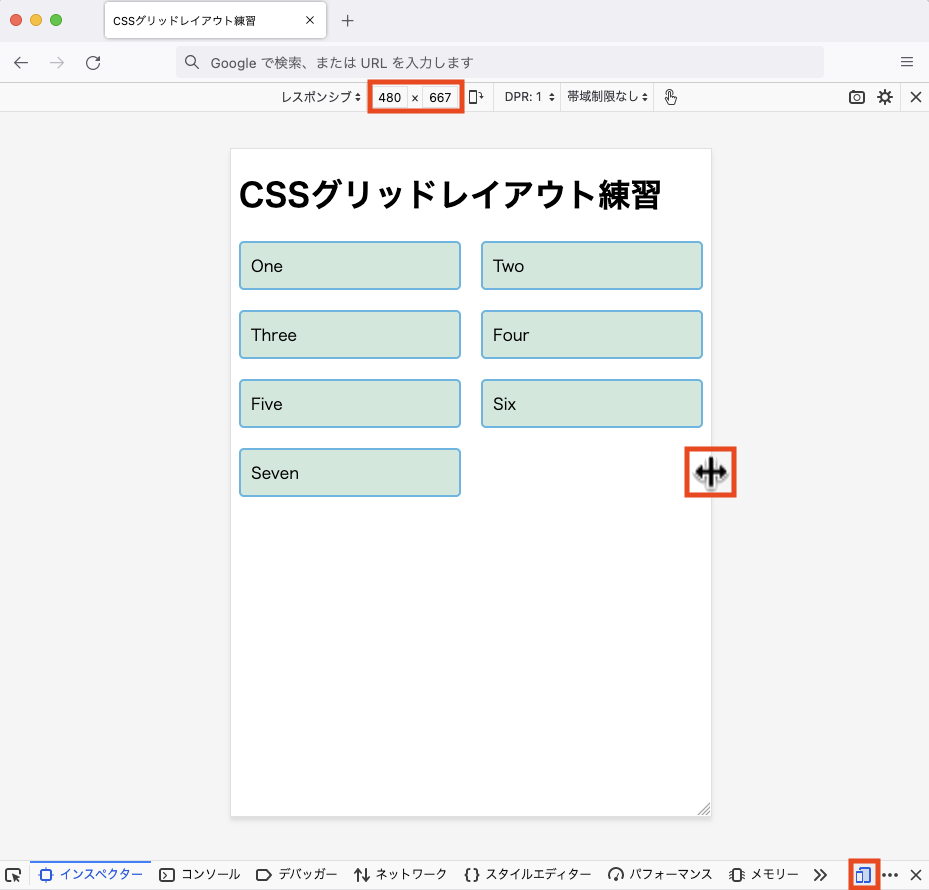 CSSグリッドレイアウト練習
Google で検索、または URL を入力します
レスポンシブ 480 × 667 DPR: 1 帯域制限なし
CSSグリッドレイアウト練習
One Two
Three Four
Five Six
Seven
インスペクター コンソール デバッガー ネットワーク スタイルエディター パフォーマンス メモリー